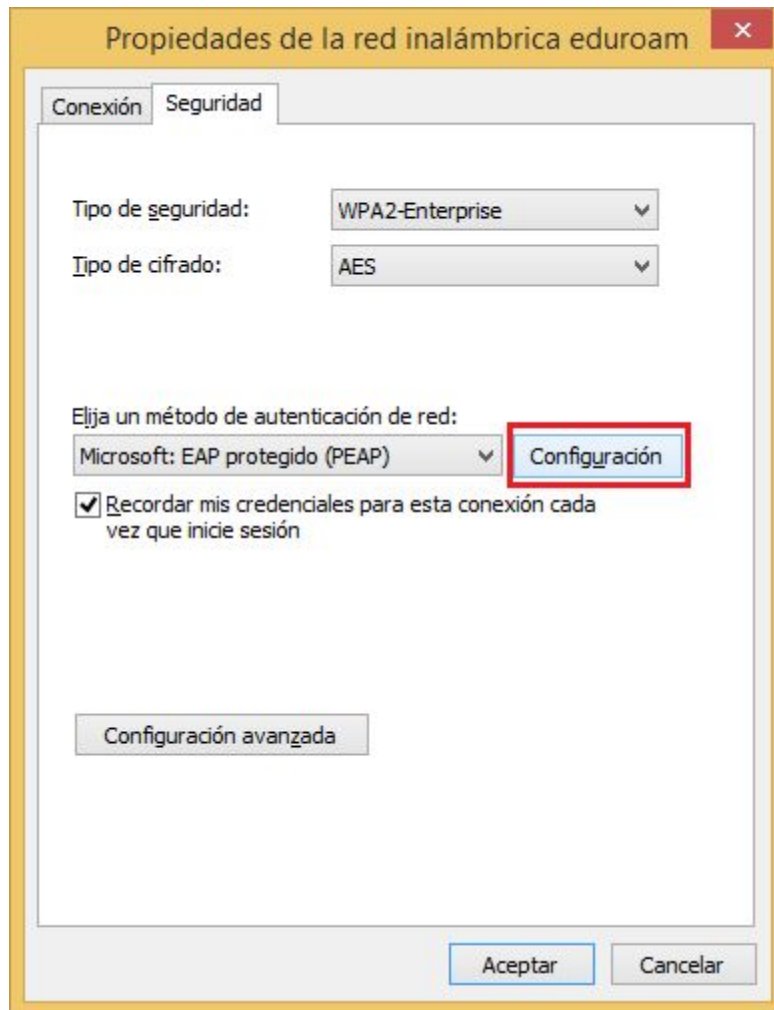 Propiedades de la red inalámbrica eduroam
Conexión
Seguridad
Tipo de seguridad:
WPA2-Enterprise
Tipo de cifrado:
AES
Elija un método de autenticación de red:
Microsoft: EAP protegido (PEAP)
Configuración
Recordar mis credenciales para esta conexión cada
vez que inicie sesión
Configuración avanzada
Aceptar
Cancelar